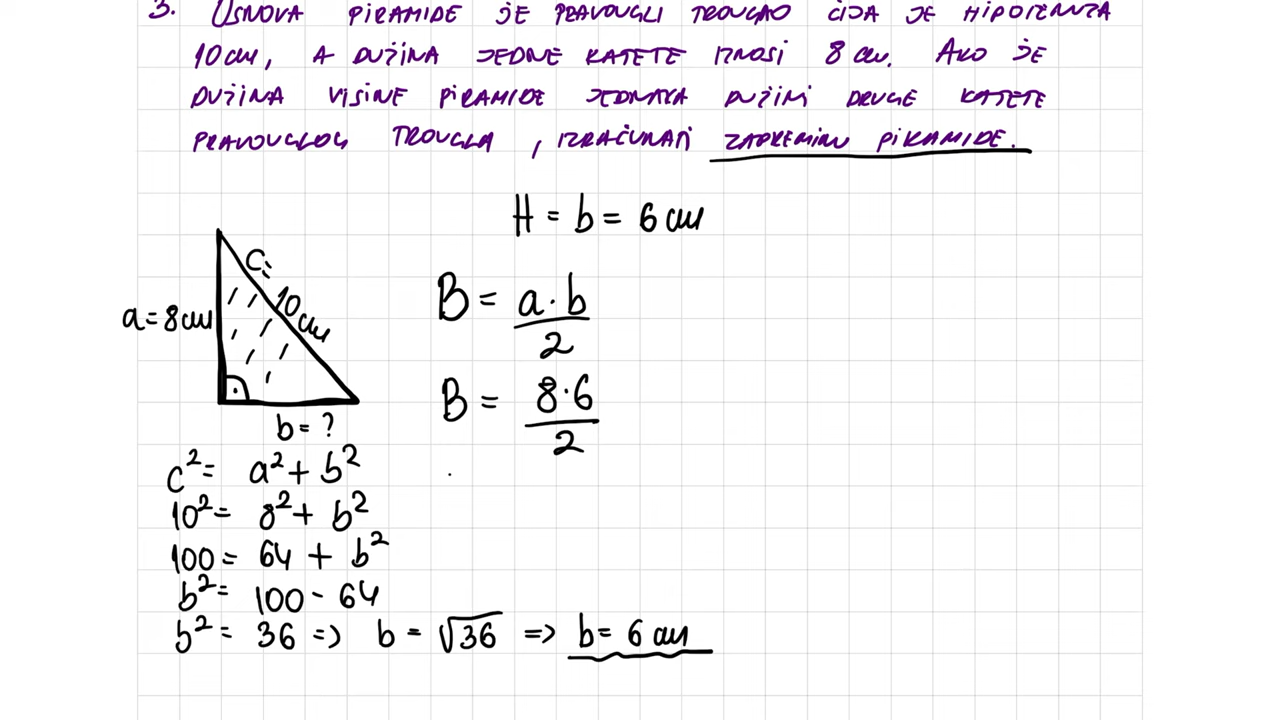 3. OSNOVA PIRAMIDE JE PRAVOUGLI TROUGAO ČIJA JE HIPOTENUZA
10cm, A DUŽINA JEDNE KATETE IZNOSI 8 cm. AKO JE
DUŽINA VISINE PIRAMIDE JEDNAKA DUŽINI DRUGE KATETE
PRAVOUGLOG TROUGLA, IZRAČUNATI ZAPREMINU PIRAMIDE.
H = b = 6 cm
c = 10 cm
a = 8 cm
b = ?
B = a·b/2
B = 8·6/2
c² = a² + b²
10² = 8² + b²
100 = 64 + b²
b² = 100 - 64
b² = 36 => b = √36 => b = 6 cm